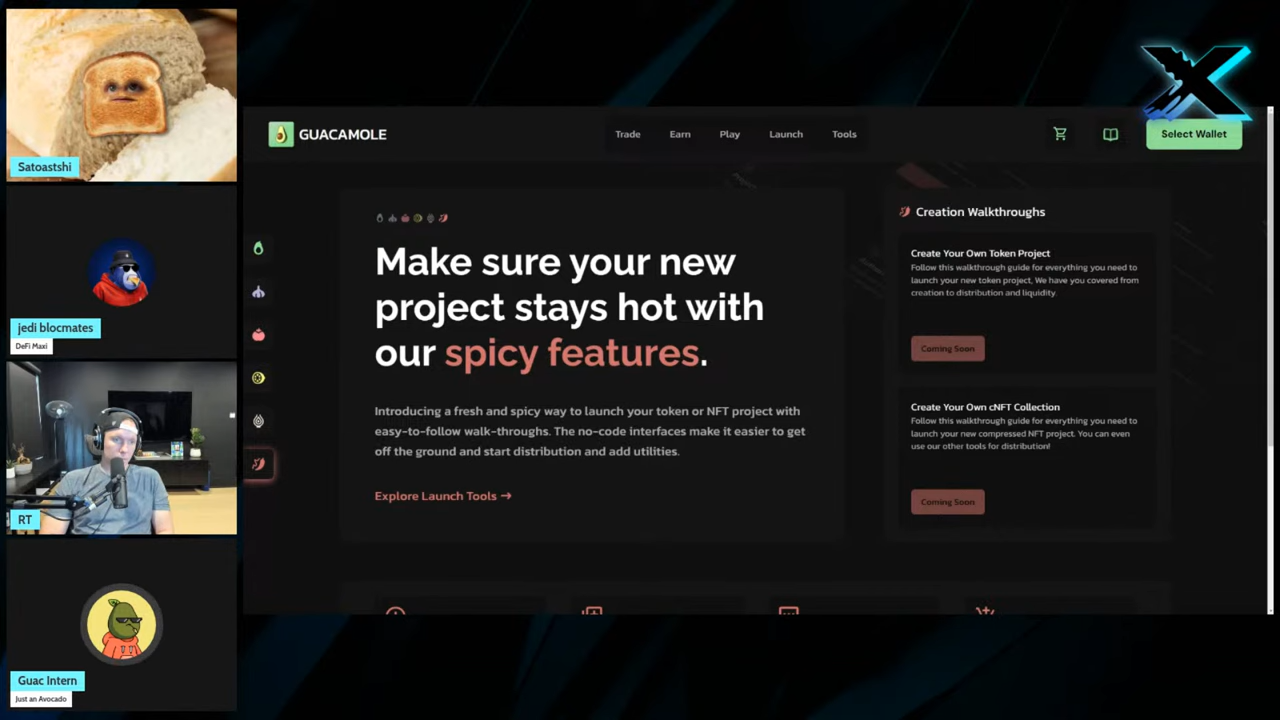 Satoastshi
jedi blocmates
DeFi Maxi
RT
Guac Intern
Just an Avocado
GUACAMOLE
Trade
Earn
Play
Launch
Tools
Select Wallet
Make sure your new
project stays hot with
our spicy features.
Introducing a fresh and spicy way to launch your token or NFT project with
easy-to-follow walk-throughs. The no-code interfaces make it easier to get
off the ground and start distribution and add utilities.
Explore Launch Tools →
Creation Walkthroughs
Create Your Own Token Project
Follow this walkthrough guide for everything you need to
launch your new token project, We have you covered from
creation to distribution and liquidity.
Coming Soon
Create Your Own cNFT Collection
Follow this walkthrough guide for everything you need to
launch your new compressed NFT project. You can even
use our other tools for distribution!
Coming Soon
X